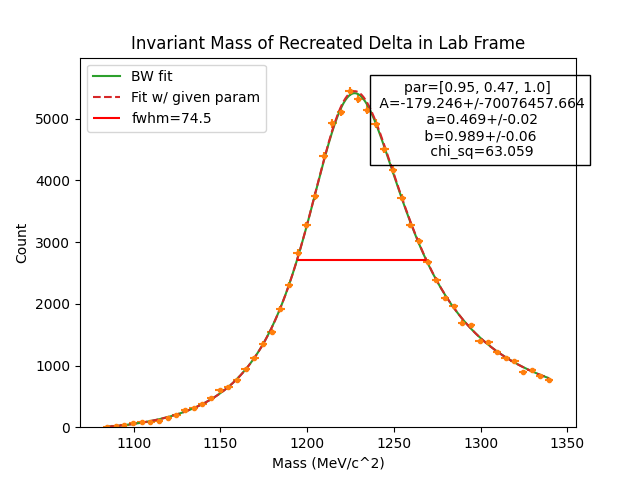 Invariant Mass of Recreated Delta in Lab Frame
BW fit
Fit w/ given param
fwhm=74.5
par=[0.95, 0.47, 1.0]
A=-179.246+/-70076457.664
a=0.469+/-0.02
b=0.989+/-0.06
chi_sq=63.059
Count
5000
4000
3000
2000
1000
0
1100 1150 1200 1250 1300 1350
Mass (MeV/c^2)